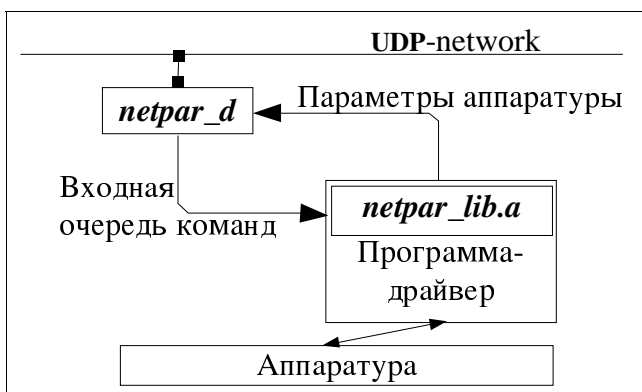 UDP-network
netpar_d
Параметры аппаратуры
Входная
очередь команд
netpar_lib.a
Программа-
драйвер
Аппаратура